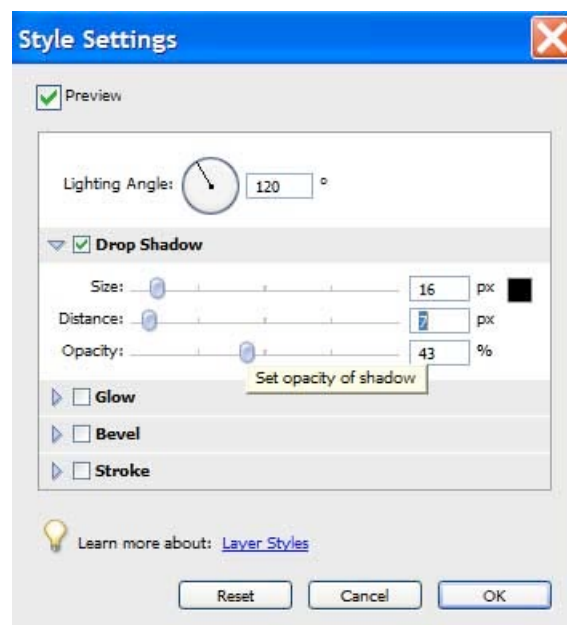 Style Settings
Preview
Lighting Angle: 120 °
Drop Shadow
Size: 16 px
Distance: 7 px
Opacity: 43 %
Set opacity of shadow
Glow
Bevel
Stroke
Learn more about: Layer Styles
Reset Cancel OK